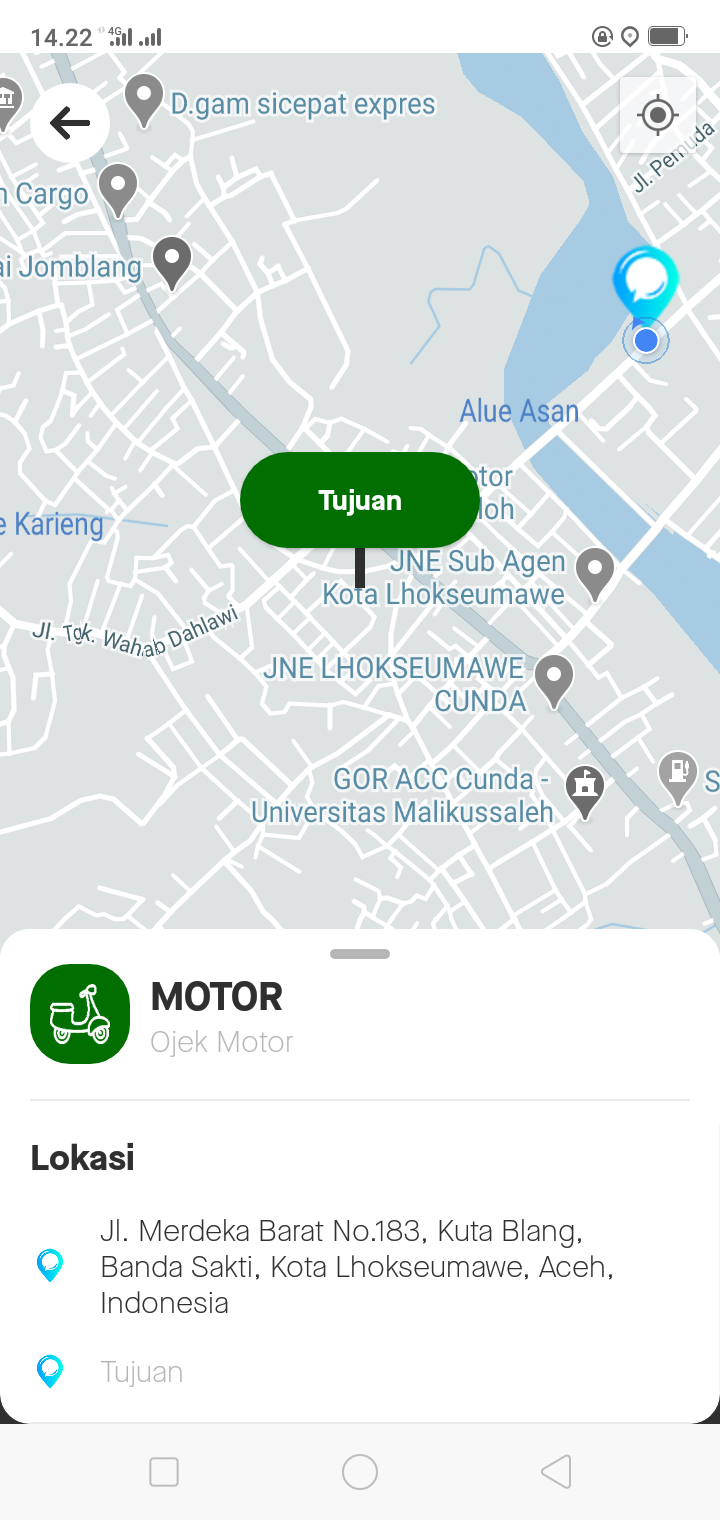 14.22
4G
D.gam sicepat expres
Jl. Pemuda
Cargo
Jomblang
Alue Asan
Tujuan
Karieng
JNE Sub Agen
Kota Lhokseumawe
Jl. Tgk. Wahab Dahlawi
JNE LHOKSEUMAWE
CUNDA
GOR ACC Cunda -
Universitas Malikussaleh
S
MOTOR
Ojek Motor
Lokasi
Jl. Merdeka Barat No.183, Kuta Blang,
Banda Sakti, Kota Lhokseumawe, Aceh,
Indonesia
Tujuan